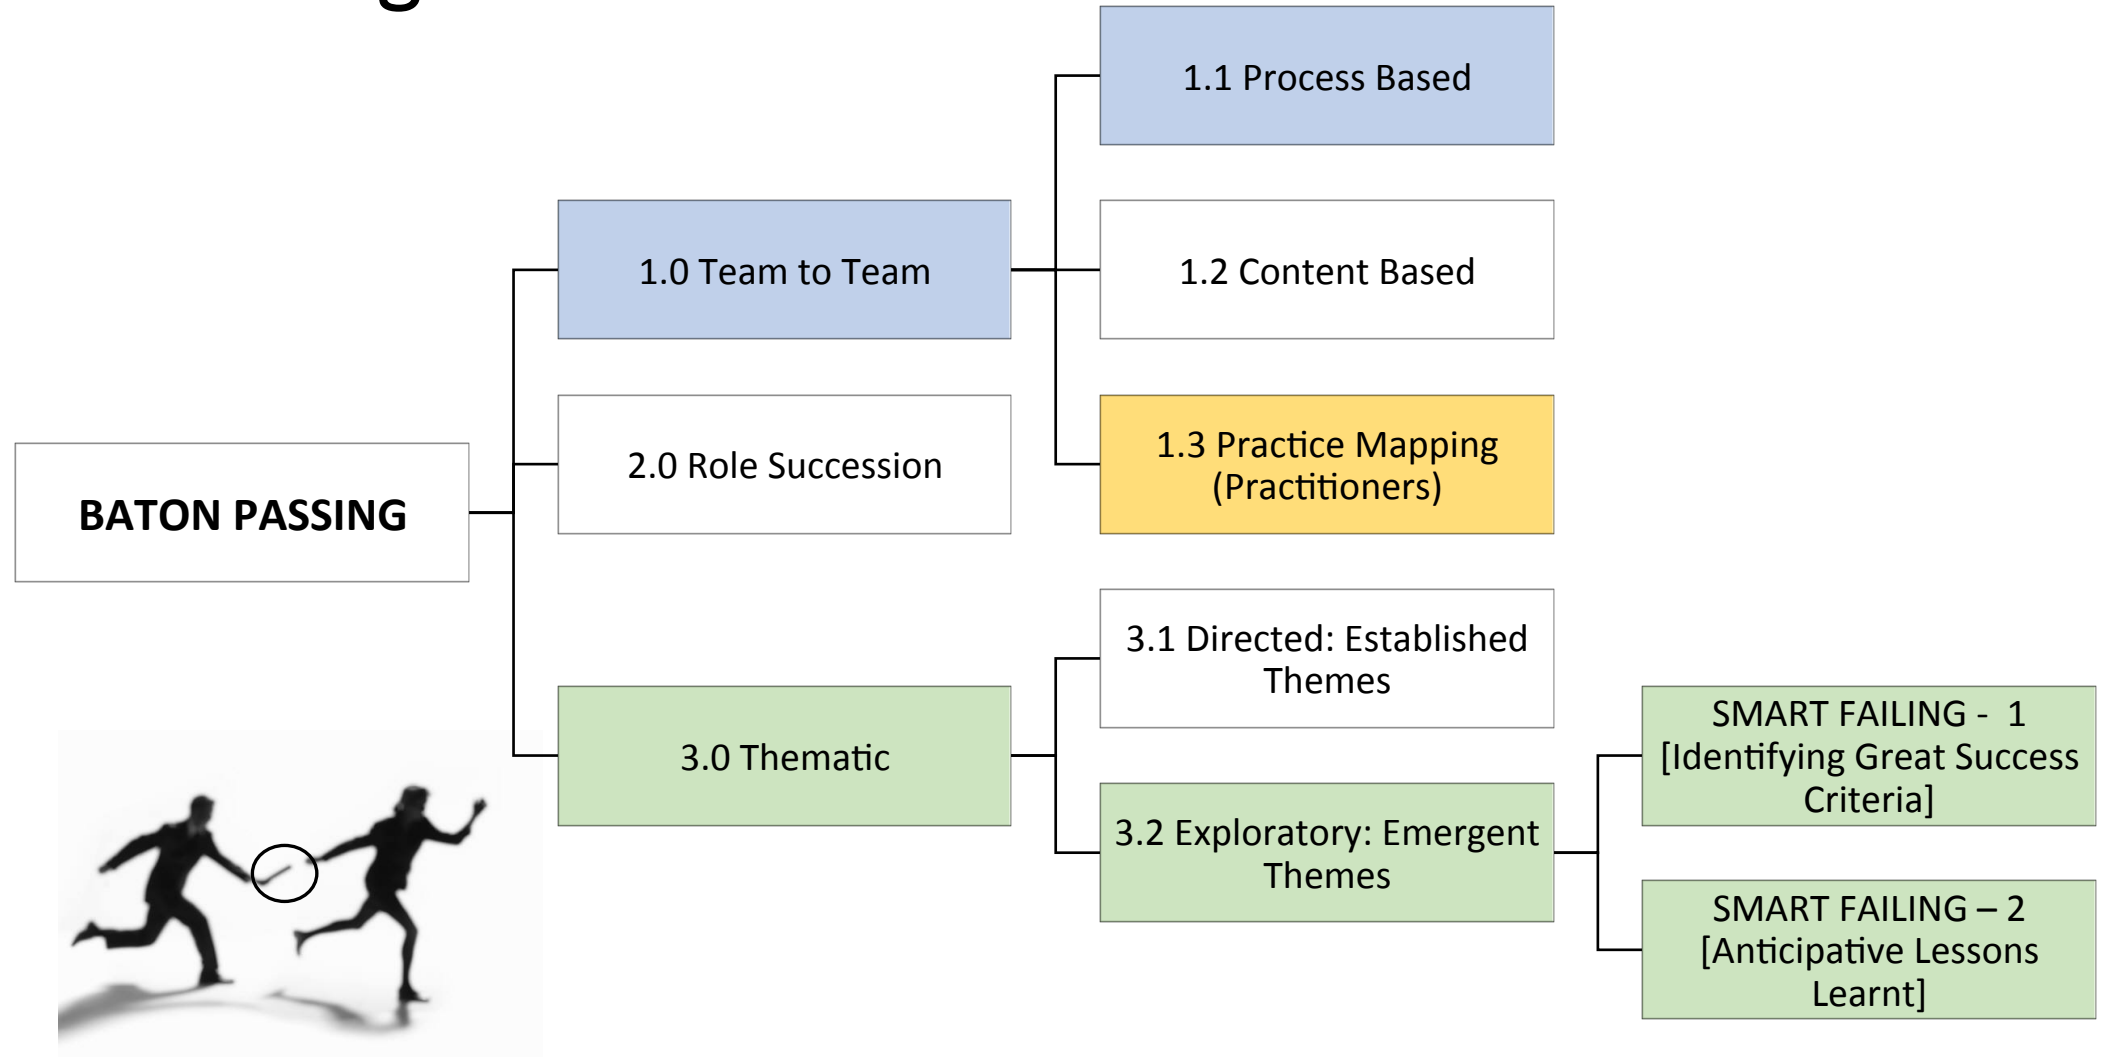 1.1 Process Based
1.0 Team to Team
1.2 Content Based
1.3 Practice Mapping
(Practitioners)
2.0 Role Succession
BATON PASSING
3.1 Directed: Established
Themes
3.0 Thematic
3.2 Exploratory: Emergent
Themes
SMART FAILING - 1
[Identifying Great Success
Criteria]
SMART FAILING – 2
[Anticipative Lessons
Learnt]